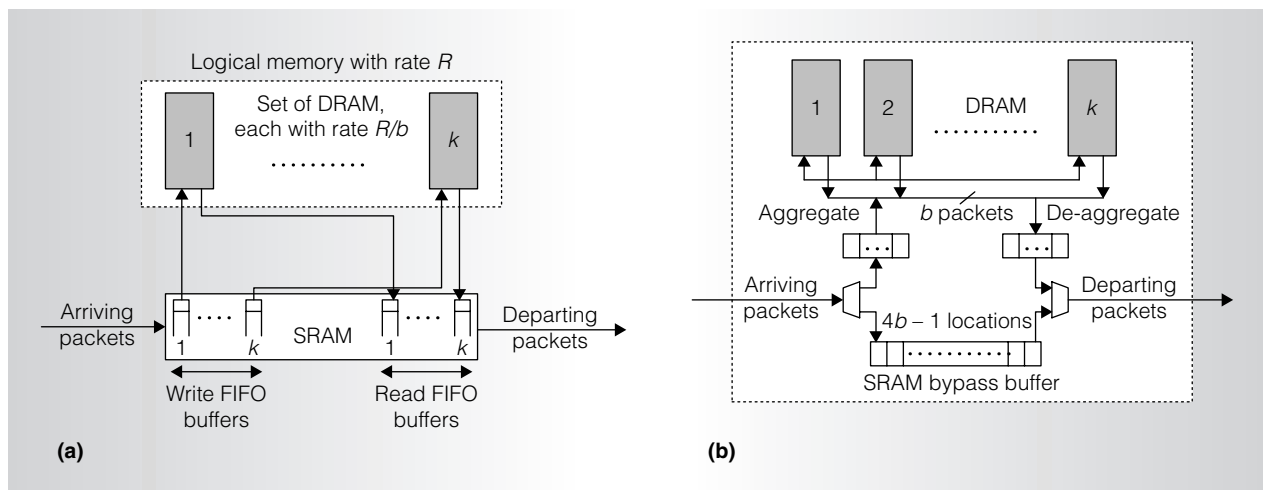 Logical memory with rate R
Set of DRAM,
each with rate R/b
1
k
..........
Arriving
packets
.... 
SRAM
....
Departing
packets
1
k
1
k
Write FIFO
buffers
Read FIFO
buffers
(a)
1
2
DRAM
k
............
Aggregate
b packets
De-aggregate
...
...
Arriving
packets
Departing
packets
4b – 1 locations
............
SRAM bypass buffer
(b)